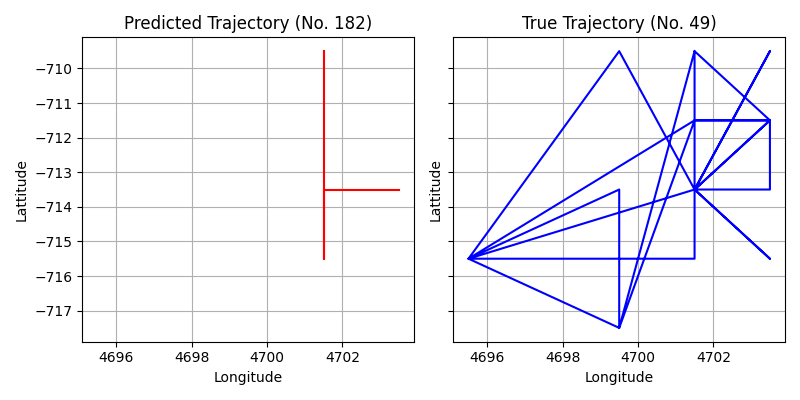 Predicted Trajectory (No. 182)
True Trajectory (No. 49)
Lattitude
−710
−711
−712
−713
−714
−715
−716
−717
4696
4698
4700
4702
Longitude
Lattitude
4696
4698
4700
4702
Longitude